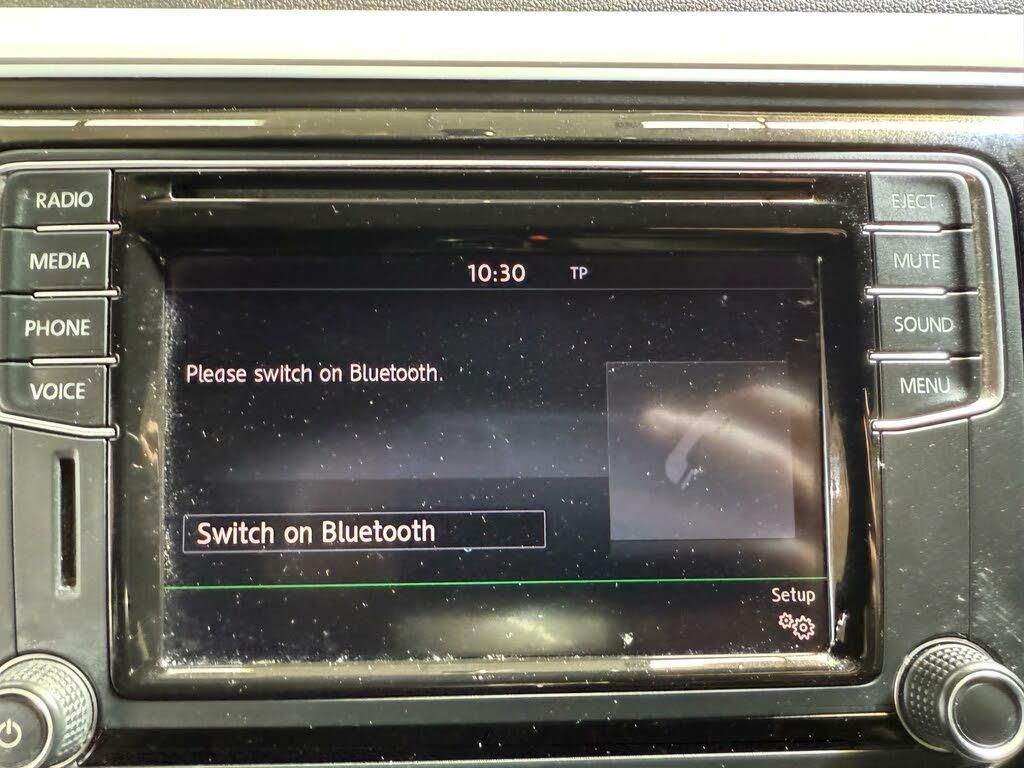 RADIO
MEDIA
PHONE
VOICE
10:30 TP
Please switch on Bluetooth.
Switch on Bluetooth
Setup
EJECT
MUTE
SOUND
MENU